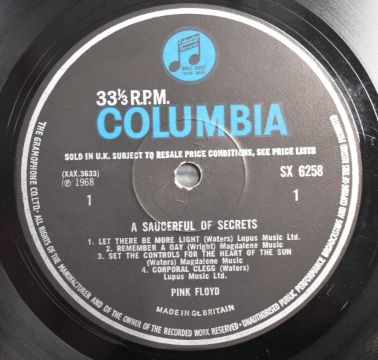 33⅓ R.P.M.
COLUMBIA
SOLD IN U.K. SUBJECT TO RESALE PRICE CONDITIONS, SEE PRICE LISTS
(XAX.3633)
SX 6258
℗ 1968
1
1
A SAUCERFUL OF SECRETS
1. LET THERE BE MORE LIGHT (Waters) Lupus Music Ltd.
2. REMEMBER A DAY (Wright) Magdalene Music
3. SET THE CONTROLS FOR THE HEART OF THE SUN
(Waters) Magdalene Music
4. CORPORAL CLEGG (Waters)
Lupus Music Ltd.
PINK FLOYD
MADE IN Gt. BRITAIN
THE GRAMOPHONE CO. LTD. ALL RIGHTS OF THE MANUFACTURER AND OF THE OWNER OF THE RECORDED WORK RESERVED · UNAUTHORISED PUBLIC PERFORMANCE BROADCASTING AND COPYING OF THIS RECORD PROHIBITED